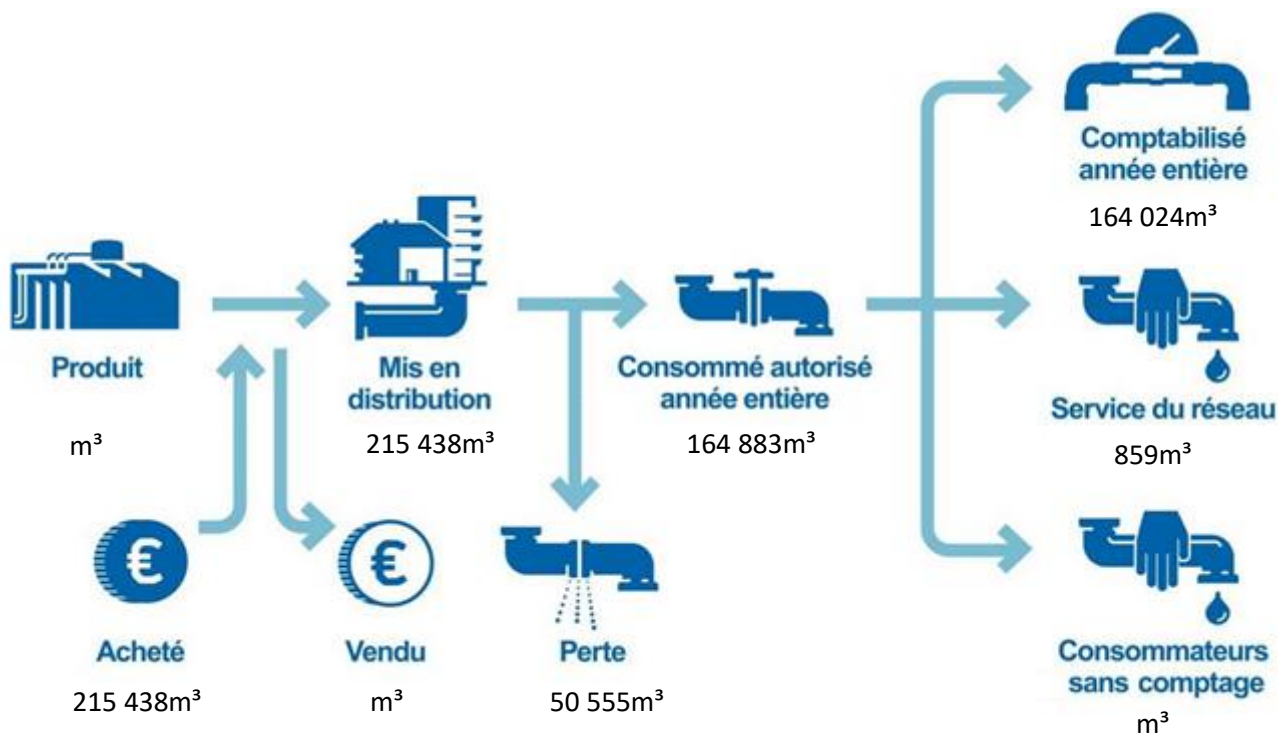 Comptabilisé
année entière
164 024m³
Produit
m³
Mis en
distribution
215 438m³
Consommé autorisé
année entière
164 883m³
Service du réseau
859m³
€
Acheté
215 438m³
€
Vendu
m³
Perte
50 555m³
Consommateurs
sans comptage
m³